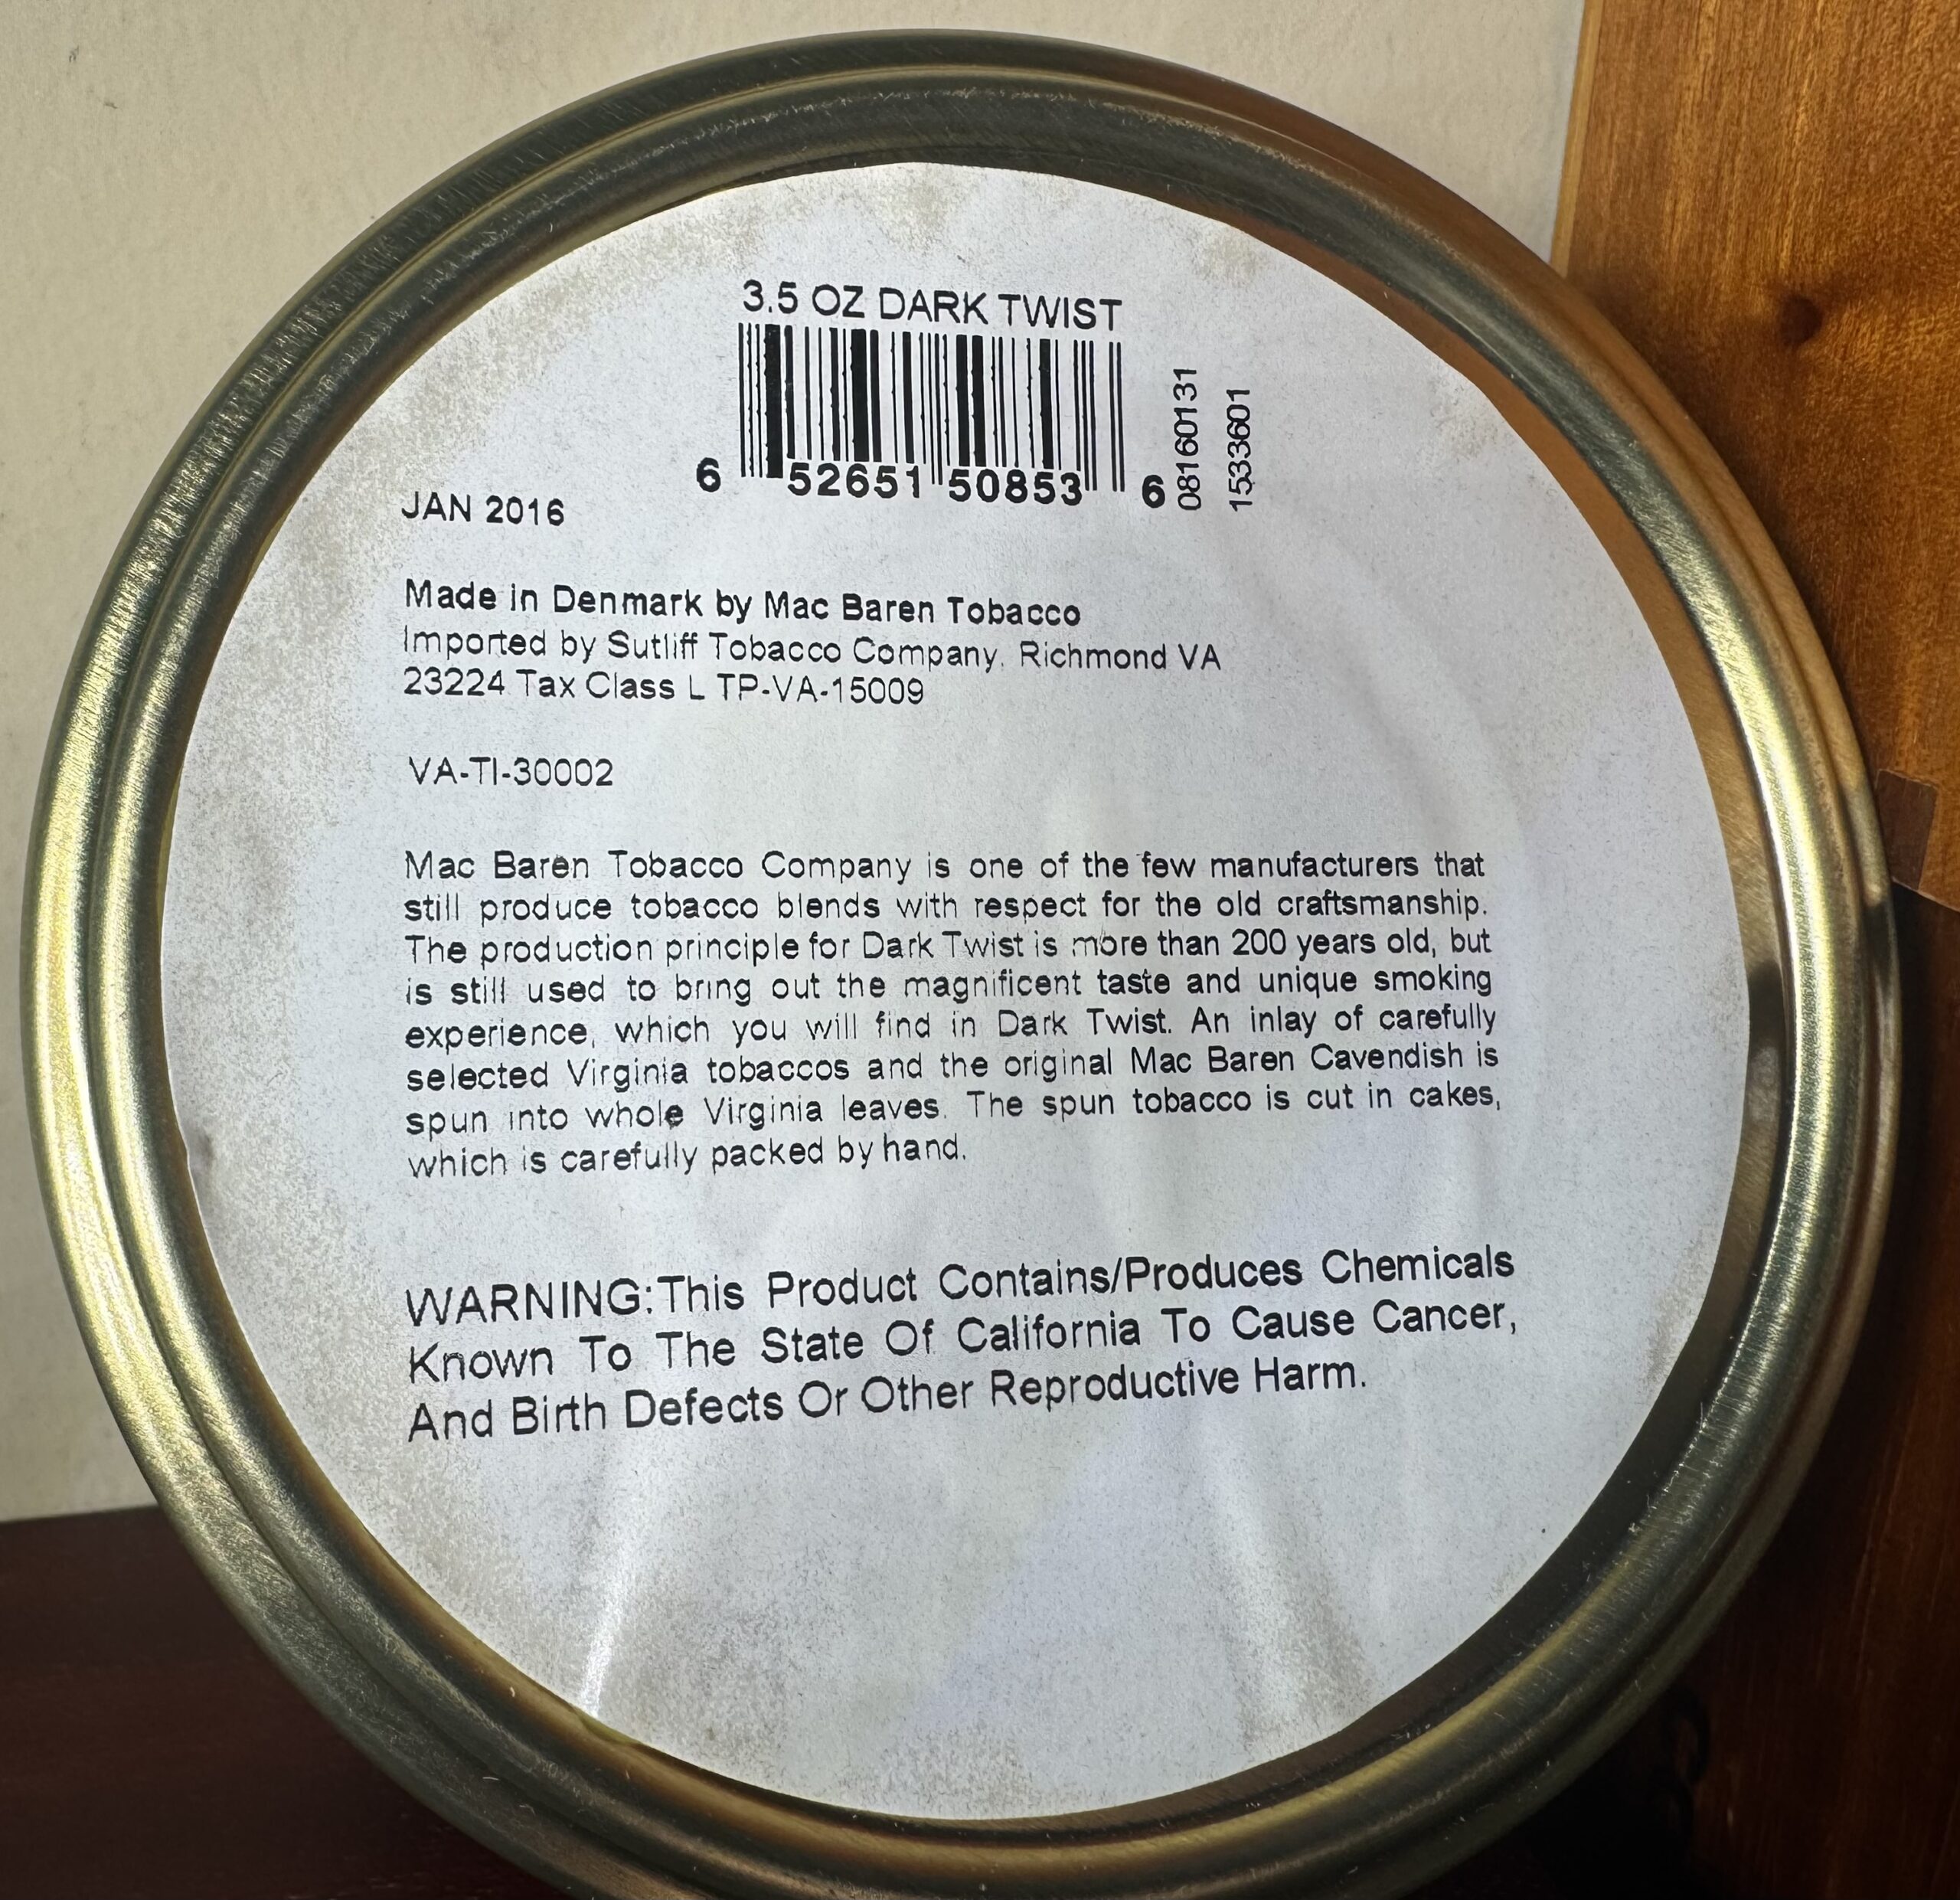 3.5 OZ DARK TWIST
6 52651 50853 6
08160131
1533601
JAN 2016
Made in Denmark by Mac Baren Tobacco
Imported by Sutliff Tobacco Company, Richmond VA
23224 Tax Class L TP-VA-15009
VA-TI-30002
Mac Baren Tobacco Company is one of the few manufacturers that
still produce tobacco blends with respect for the old craftsmanship.
The production principle for Dark Twist is more than 200 years old, but
is still used to bring out the magnificent taste and unique smoking
experience, which you will find in Dark Twist. An inlay of carefully
selected Virginia tobaccos and the original Mac Baren Cavendish is
spun into whole Virginia leaves. The spun tobacco is cut in cakes,
which is carefully packed by hand.
WARNING:This Product Contains/Produces Chemicals
Known To The State Of California To Cause Cancer,
And Birth Defects Or Other Reproductive Harm.